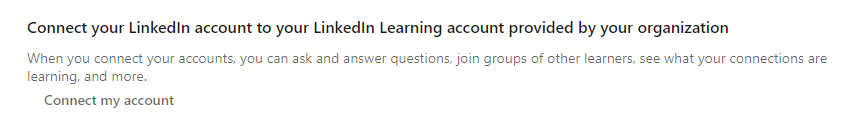 Connect your LinkedIn account to your LinkedIn Learning account provided by your organization
When you connect your accounts, you can ask and answer questions, join groups of other learners, see what your connections are
learning, and more.
Connect my account